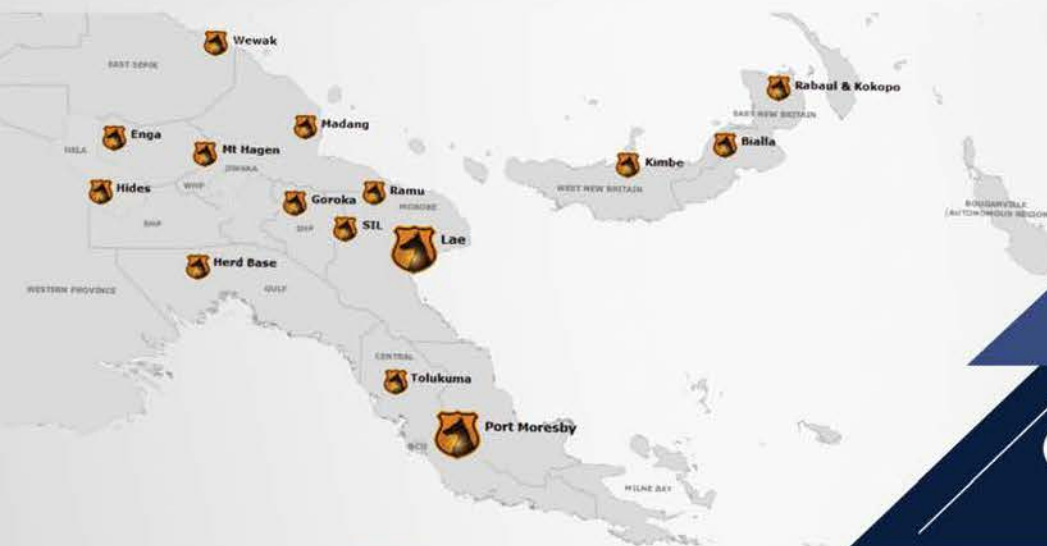 Wewak
EAST SEPIK
Rabaul & Kokopo
EAST NEW BRITAIN
Madang
Enga
Mt Hagen
Bialla
HELA
Kimbe
JIWAKA
Hides
WHP
Goroka
Ramu
WEST NEW BRITAIN
MOROBE
BOUGAINVILLE
(AUTONOMOUS REGION
SHP
EHP
SIL
Lae
Herd Base
WESTERN PROVINCE
GULF
CENTRAL
Tolukuma
Port Moresby
NCD
MILNE BAY